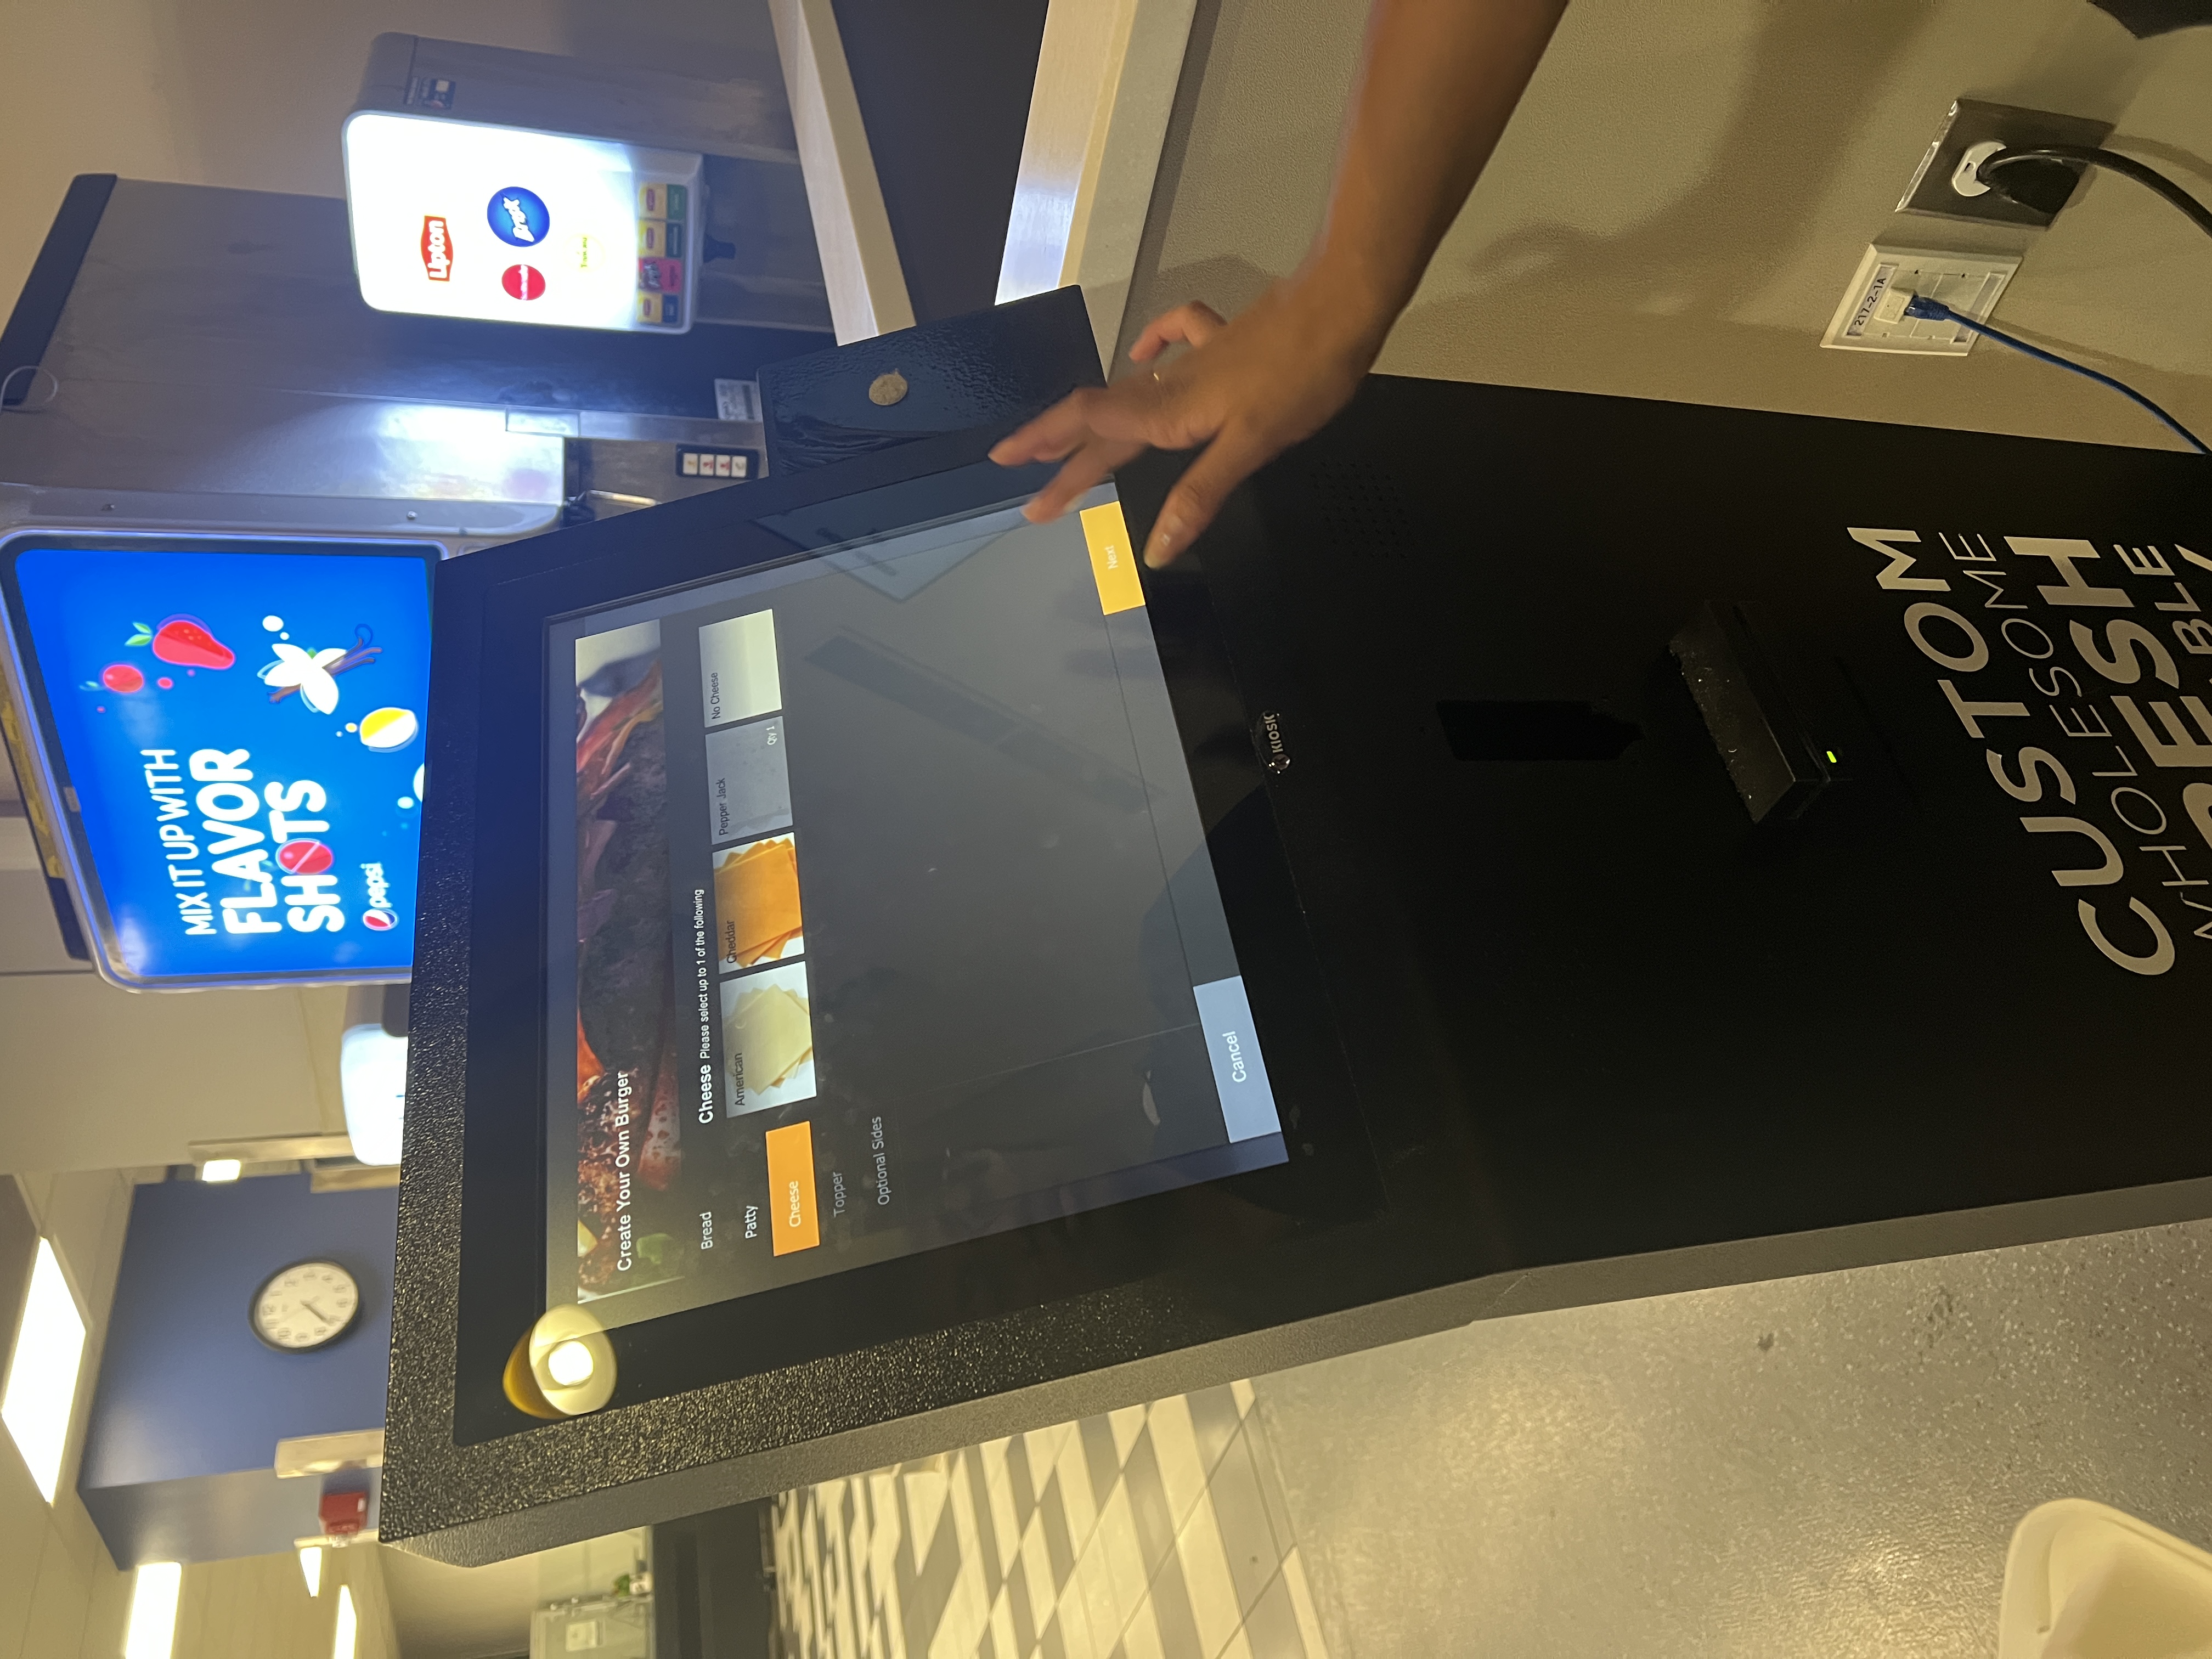 MIX IT UP WITH
FLAVOR
SHOTS
pepsi
Lipton
Brisk
Create Your Own Burger
Bread
Patty
Cheese
Topper
Optional Sides
Cheese Please select up to 1 of the following
American
Cheddar
Pepper Jack
Qty 1
No Cheese
Next
Cancel
KIOSK
217-2-1A
CUSTOM
WHOLESOME
FRESH